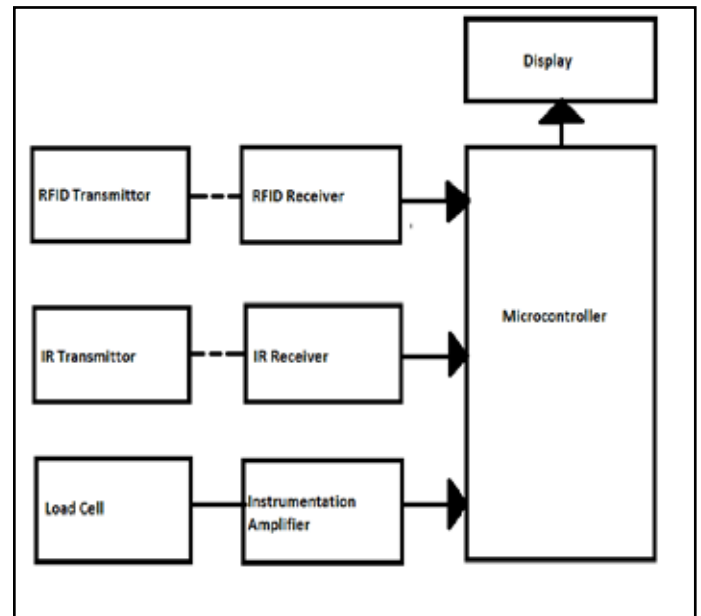 Display
RFID Transmittor
RFID Receiver
Microcontroller
IR Transmittor
IR Receiver
Load Cell
Instrumentation
Amplifier